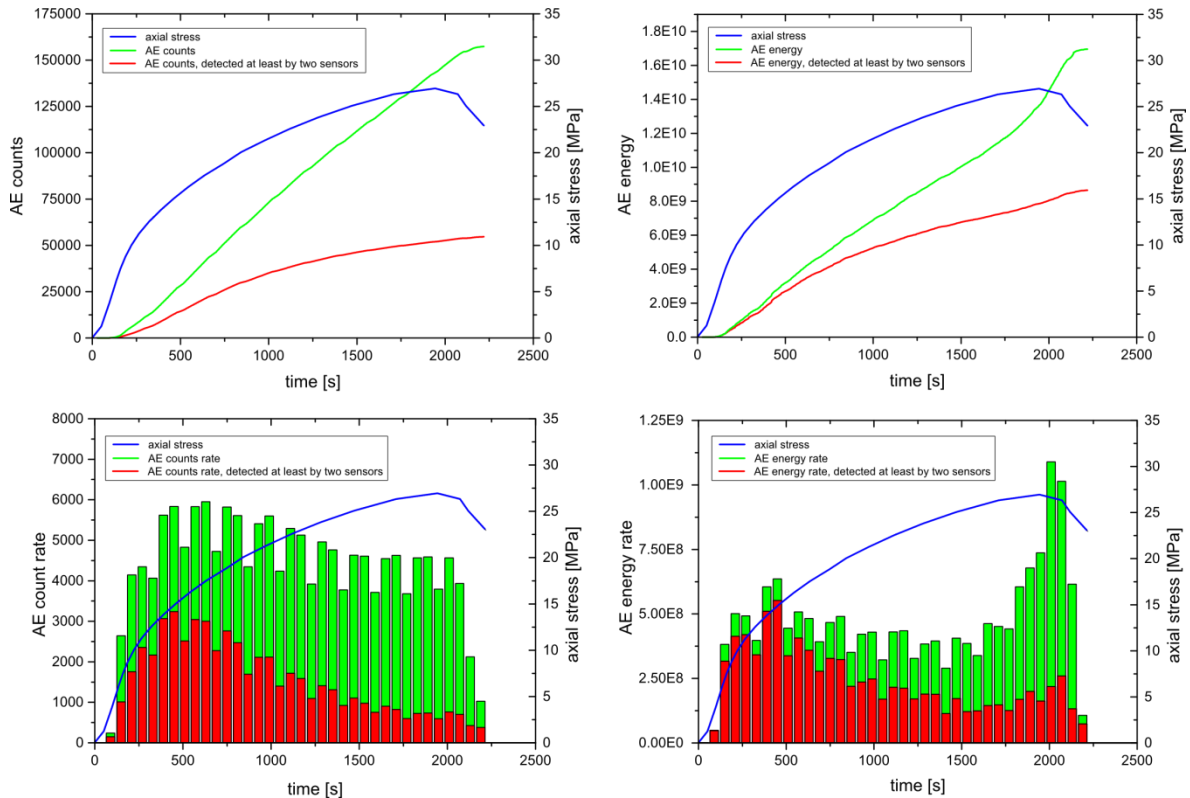 175000
150000
125000
100000
75000
50000
25000
0
AE counts
axial stress
AE counts
AE counts, detected at least by two sensors
35
30
25
20
15
10
5
0
axial stress [MPa]
0 500 1000 1500 2000 2500
time [s]
1.8E10
1.6E10
1.4E10
1.2E10
1.0E10
8.0E9
6.0E9
4.0E9
2.0E9
0.0
AE energy
axial stress
AE energy
AE energy, detected at least by two sensors
35
30
25
20
15
10
5
0
axial stress [MPa]
0 500 1000 1500 2000 2500
time [s]
8000
7000
6000
5000
4000
3000
2000
1000
0
AE count rate
axial stress
AE counts rate
AE counts rate, detected at least by two sensors
35
30
25
20
15
10
5
0
axial stress [MPa]
0 500 1000 1500 2000 2500
time [s]
1.25E9
1.00E9
7.50E8
5.00E8
2.50E8
0.00E0
AE energy rate
axial stress
AE energy rate
AE energy rate, detected at least by two sensors
35
30
25
20
15
10
5
0
axial stress [MPa]
0 500 1000 1500 2000 2500
time [s]